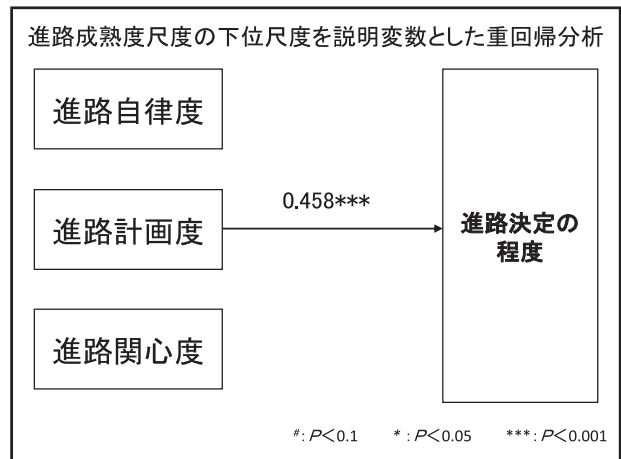 進路成熟度尺度の下位尺度を説明変数とした重回帰分析
進路自律度
進路計画度
0.458***
進路決定の
程度
進路関心度
#: P<0.1 *: P<0.05 ***: P<0.001